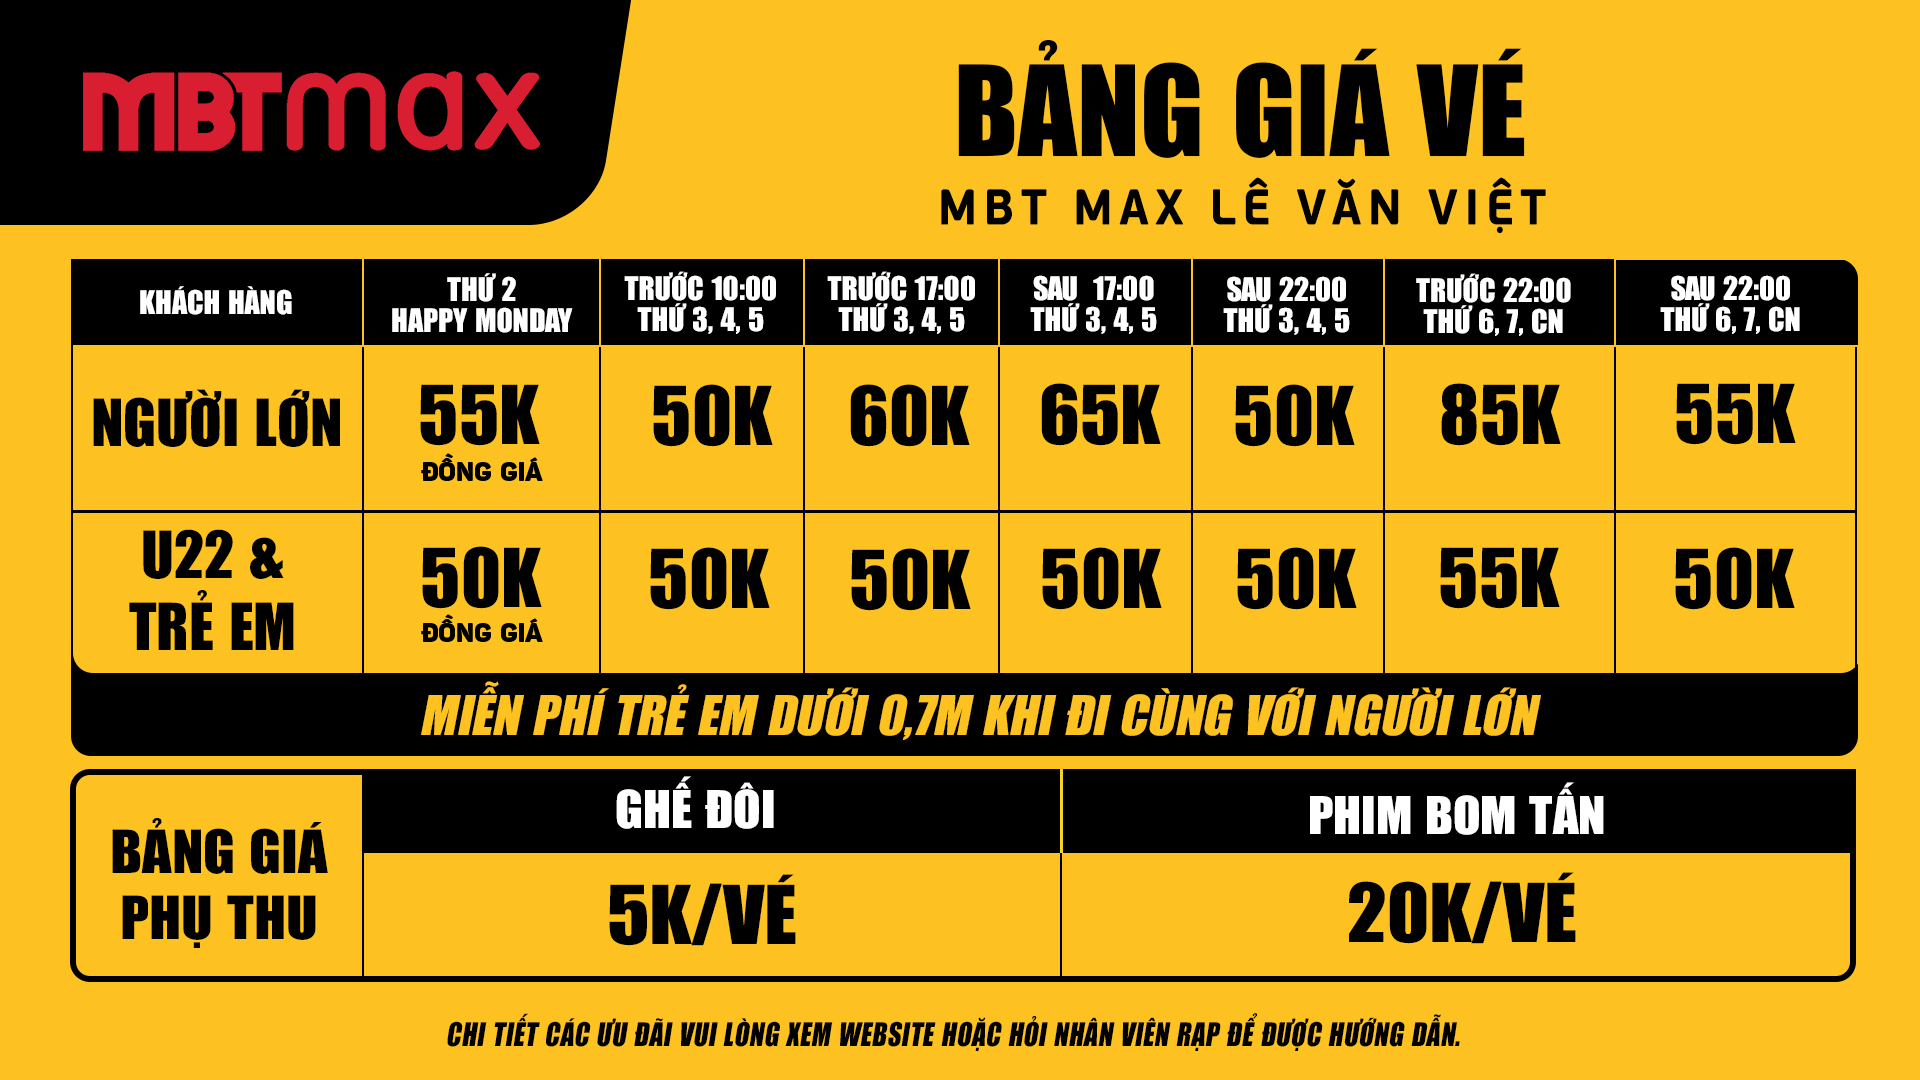 MBTmax
BẢNG GIÁ VÉ
MBT MAX LÊ VĂN VIỆT
KHÁCH HÀNG
THỨ 2
HAPPY MONDAY
TRƯỚC 10:00
THỨ 3, 4, 5
TRƯỚC 17:00
THỨ 3, 4, 5
SAU 17:00
THỨ 3, 4, 5
SAU 22:00
THỨ 3, 4, 5
TRƯỚC 22:00
THỨ 6, 7, CN
SAU 22:00
THỨ 6, 7, CN
NGƯỜI LỚN
55K
ĐỒNG GIÁ
50K
60K
65K
50K
85K
55K
U22 &
TRẺ EM
50K
ĐỒNG GIÁ
50K
50K
50K
50K
55K
50K
MIỄN PHÍ TRẺ EM DƯỚI 0,7M KHI ĐI CÙNG VỚI NGƯỜI LỚN
BẢNG GIÁ
PHỤ THU
GHẾ ĐÔI
PHIM BOM TẤN
5K/VÉ
20K/VÉ
CHI TIẾT CÁC ƯU ĐÃI VUI LÒNG XEM WEBSITE HOẶC HỎI NHÂN VIÊN RẠP ĐỂ ĐƯỢC HƯỚNG DẪN.